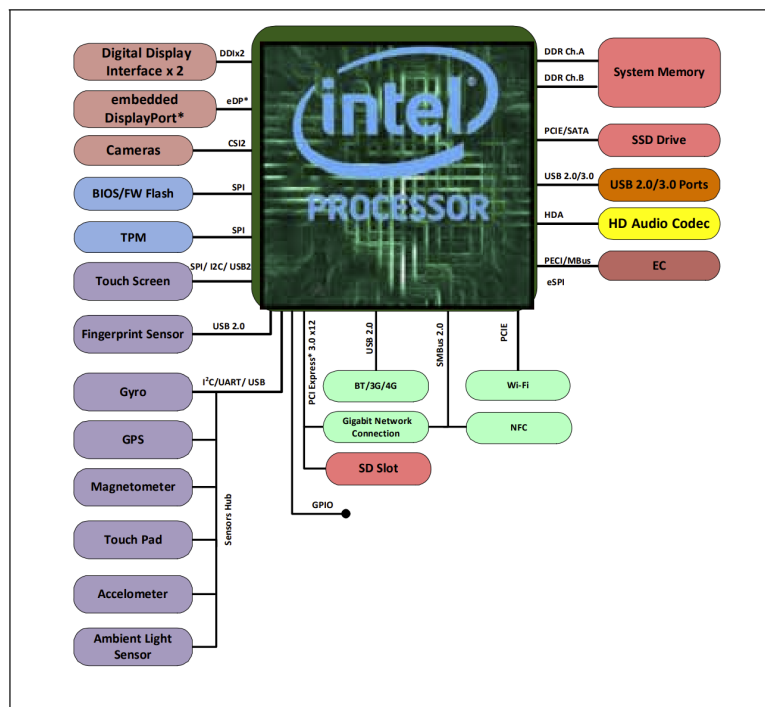 Digital Display
Interface x 2
DDIx2
embedded
DisplayPort*
eDP*
Cameras
CSI2
BIOS/FW Flash
SPI
TPM
SPI
Touch Screen
SPI/ I2C/ USB2
Fingerprint Sensor
USB 2.0
Gyro
I²C/UART/ USB
GPS
Magnetometer
Touch Pad
Accelometer
Ambient Light
Sensor
Sensors Hub
intel
PROCESSOR
DDR Ch.A
DDR Ch.B
System Memory
PCIE/SATA
SSD Drive
USB 2.0/3.0
USB 2.0/3.0 Ports
HDA
HD Audio Codec
PECI/MBus
eSPI
EC
PCI Express* 3.0 x12
USB 2.0
SMBus 2.0
PCIE
BT/3G/4G
Wi-Fi
Gigabit Network
Connection
NFC
SD Slot
GPIO